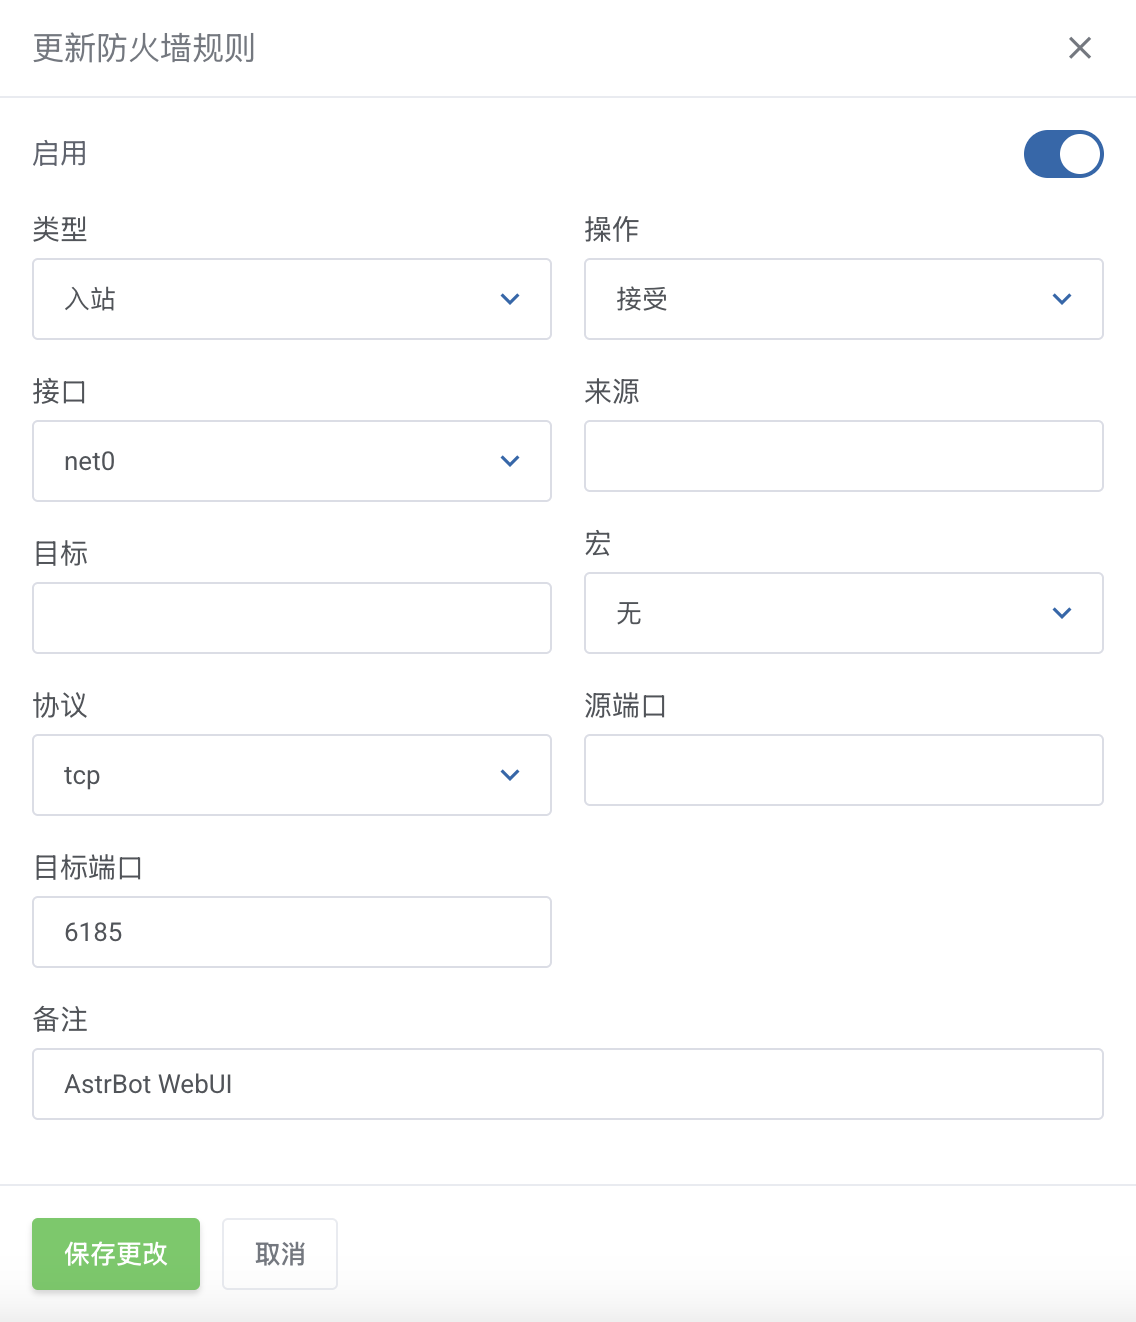 更新防火墙规则
启用
类型
操作
入站
接受
接口
来源
net0
目标
宏
无
协议
源端口
tcp
目标端口
6185
备注
AstrBot WebUI
保存更改
取消